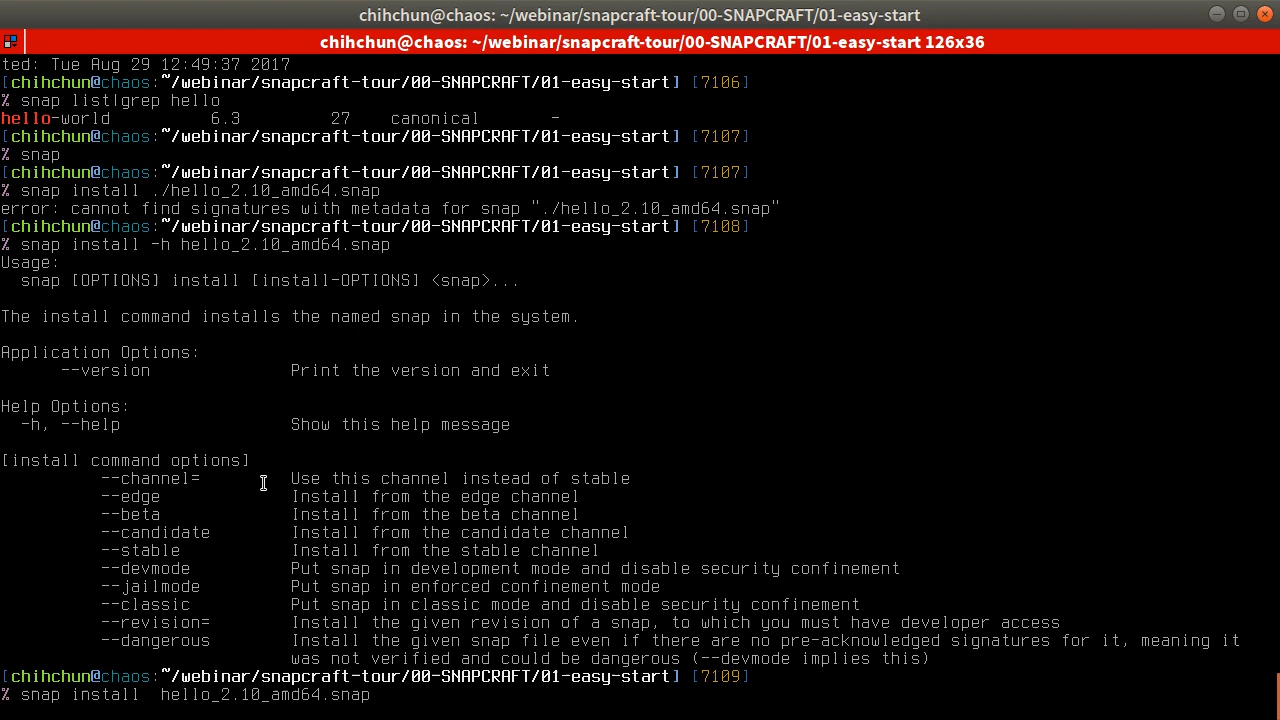 chihchun@chaos: ~/webinar/snapcraft-tour/00-SNAPCRAFT/01-easy-start
chihchun@chaos: ~/webinar/snapcraft-tour/00-SNAPCRAFT/01-easy-start 126x36
ted: Tue Aug 29 12:49:37 2017
[chihchun@chaos:~/webinar/snapcraft-tour/00-SNAPCRAFT/01-easy-start] [7106]
% snap list|grep hello
hello-world          6.3         27    canonical       -
[chihchun@chaos:~/webinar/snapcraft-tour/00-SNAPCRAFT/01-easy-start] [7107]
% snap
[chihchun@chaos:~/webinar/snapcraft-tour/00-SNAPCRAFT/01-easy-start] [7107]
% snap install ./hello_2.10_amd64.snap
error: cannot find signatures with metadata for snap "./hello_2.10_amd64.snap"
[chihchun@chaos:~/webinar/snapcraft-tour/00-SNAPCRAFT/01-easy-start] [7108]
% snap install -h hello_2.10_amd64.snap
Usage:
  snap [OPTIONS] install [install-OPTIONS] <snap>...
The install command installs the named snap in the system.
Application Options:
      --version              Print the version and exit
Help Options:
  -h, --help                 Show this help message
[install command options]
          --channel=         Use this channel instead of stable
          --edge             Install from the edge channel
          --beta             Install from the beta channel
          --candidate        Install from the candidate channel
          --stable           Install from the stable channel
          --devmode          Put snap in development mode and disable security confinement
          --jailmode         Put snap in enforced confinement mode
          --classic          Put snap in classic mode and disable security confinement
          --revision=        Install the given revision of a snap, to which you must have developer access
          --dangerous        Install the given snap file even if there are no pre-acknowledged signatures for it, meaning it
                             was not verified and could be dangerous (--devmode implies this)
[chihchun@chaos:~/webinar/snapcraft-tour/00-SNAPCRAFT/01-easy-start] [7109]
% snap install  hello_2.10_amd64.snap